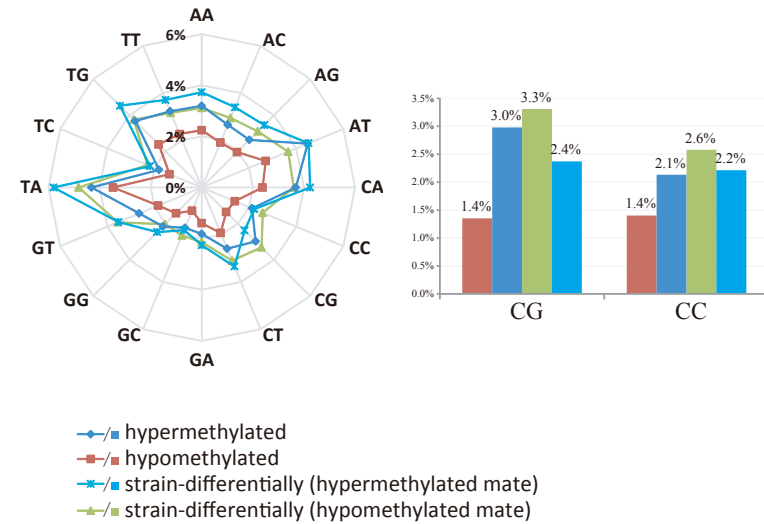 AA
6%
TT
AC
TG
AG
4%
TC
AT
2%
TA
0%
CA
GT
CC
GG
CG
GC
CT
GA
3.5%
3.0%
2.5%
2.0%
1.5%
1.0%
0.5%
0.0%
1.4%
3.0%
3.3%
2.4%
1.4%
2.1%
2.6%
2.2%
CG
CC
hypermethylated
hypomethylated
strain-differentially (hypermethylated mate)
strain-differentially (hypomethylated mate)